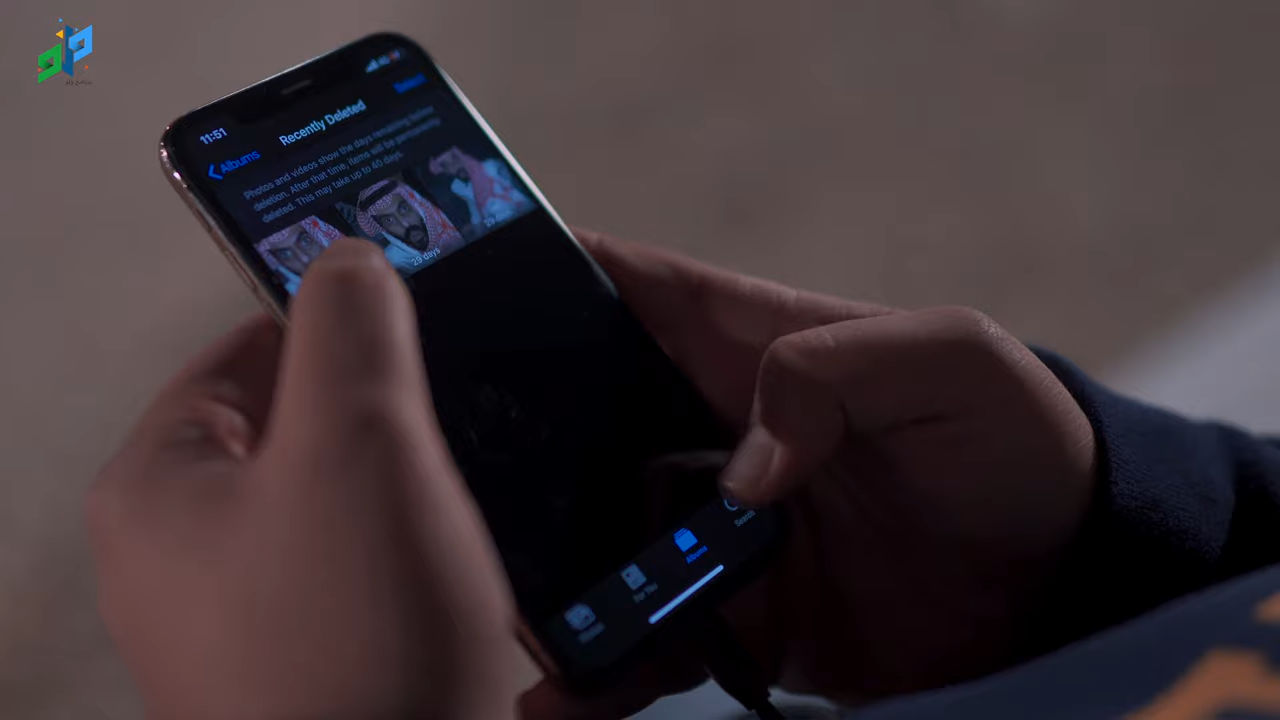 11:51
Albums
Recently Deleted
Select
Photos and videos show the days remaining before
deletion. After that time, items will be permanently
deleted. This may take up to 40 days.
29 days
For You
Albums
Search